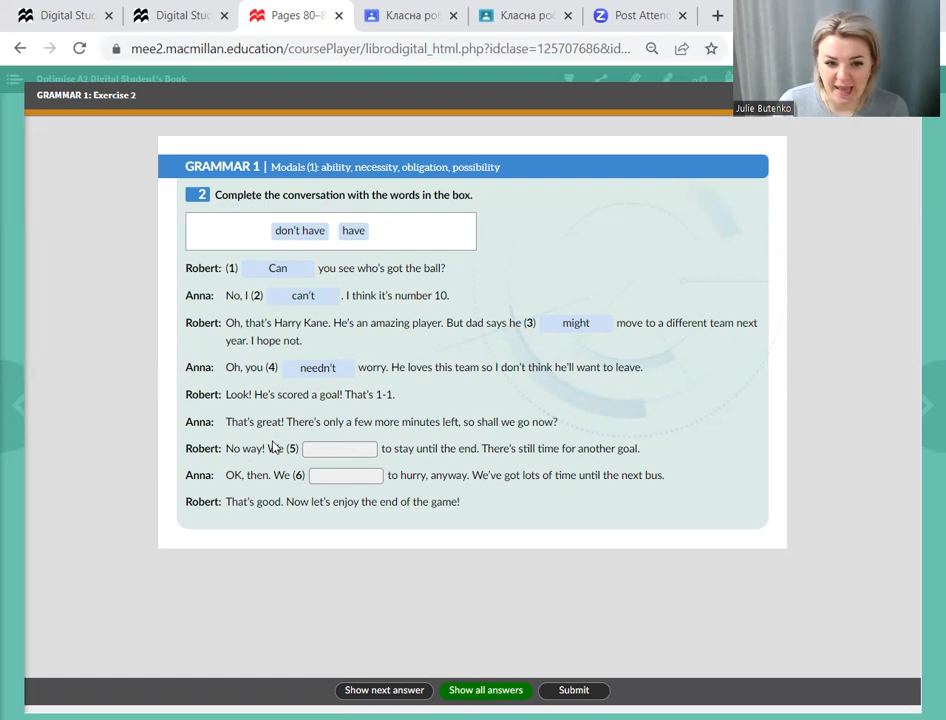 Digital Stu
Digital Stu
Pages 80–8
Класна роб
Класна роб
Post Attend
mee2.macmillan.education/coursePlayer/librodigital_html.php?idclase=125707686&id...
Optimise A2 Digital Student's Book
GRAMMAR 1: Exercise 2
Julie Butenko
GRAMMAR 1 | Modals (1): ability, necessity, obligation, possibility
2 Complete the conversation with the words in the box.
don't have have
Robert: (1) Can you see who's got the ball?
Anna: No, I (2) can't . I think it's number 10.
Robert: Oh, that's Harry Kane. He's an amazing player. But dad says he (3) might move to a different team next
year. I hope not.
Anna: Oh, you (4) needn't worry. He loves this team so I don't think he'll want to leave.
Robert: Look! He's scored a goal! That's 1-1.
Anna: That's great! There's only a few more minutes left, so shall we go now?
Robert: No way! We (5) to stay until the end. There's still time for another goal.
Anna: OK, then. We (6) to hurry, anyway. We've got lots of time until the next bus.
Robert: That's good. Now let's enjoy the end of the game!
Show next answer Show all answers Submit